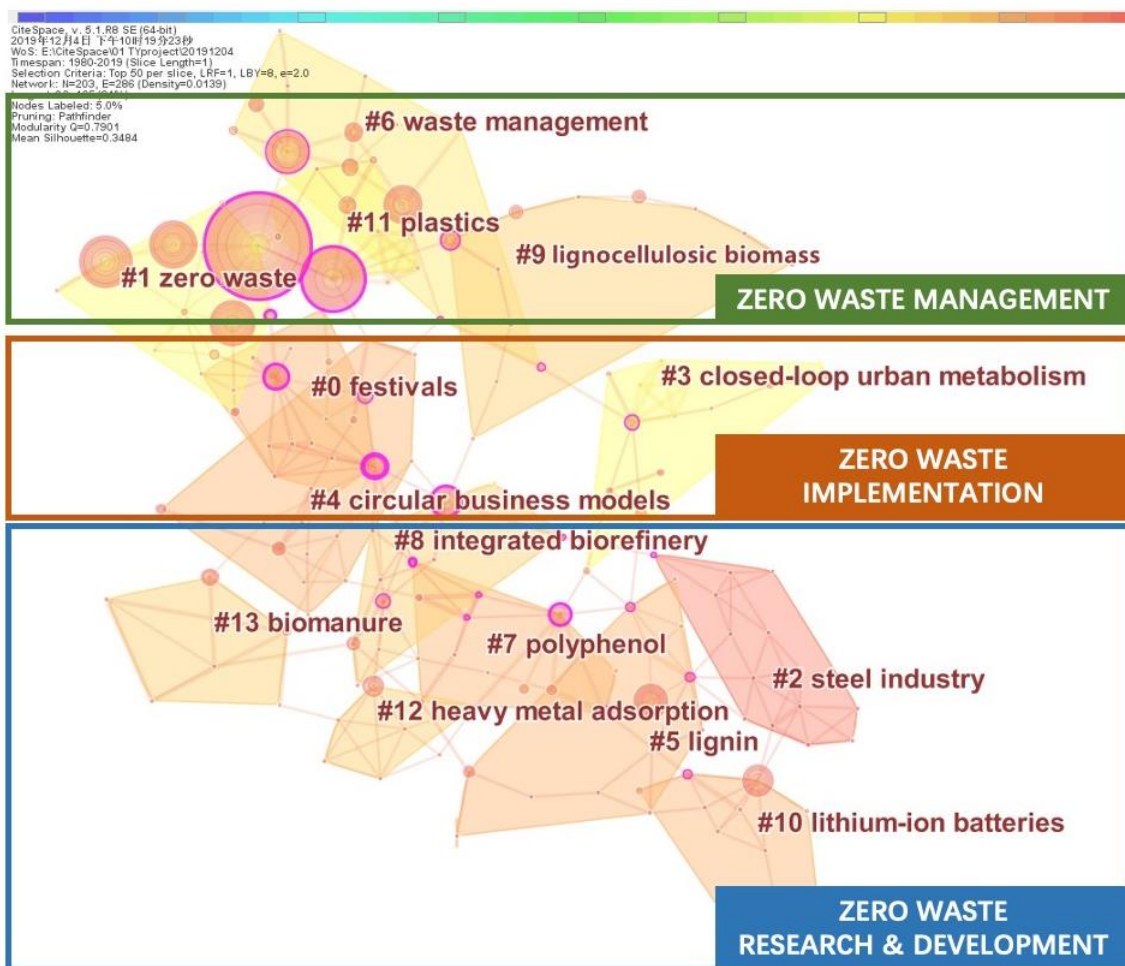 CiteSpace, v. 5.1.R8 SE (64-bit)
2019年12月4日 下午10时19分23秒
WoS: E:\CiteSpace\01 TYproject\20191204
Timespan: 1980-2019 (Slice Length=1)
Selection Criteria: Top 50 per slice, LRF=1, LBY=8, e=2.0
Network: N=203, E=286 (Density=0.0139)
Nodes Labeled: 5.0%
Pruning: Pathfinder
Modularity Q=0.7901
Mean Silhouette=0.3484
#6 waste management
#11 plastics
#9 lignocellulosic biomass
#1 zero waste
ZERO WASTE MANAGEMENT
#0 festivals
#3 closed-loop urban metabolism
#4 circular business models
ZERO WASTE
IMPLEMENTATION
#8 integrated biorefinery
#13 biomanure
#7 polyphenol
#2 steel industry
#12 heavy metal adsorption
#5 lignin
#10 lithium-ion batteries
ZERO WASTE
RESEARCH & DEVELOPMENT